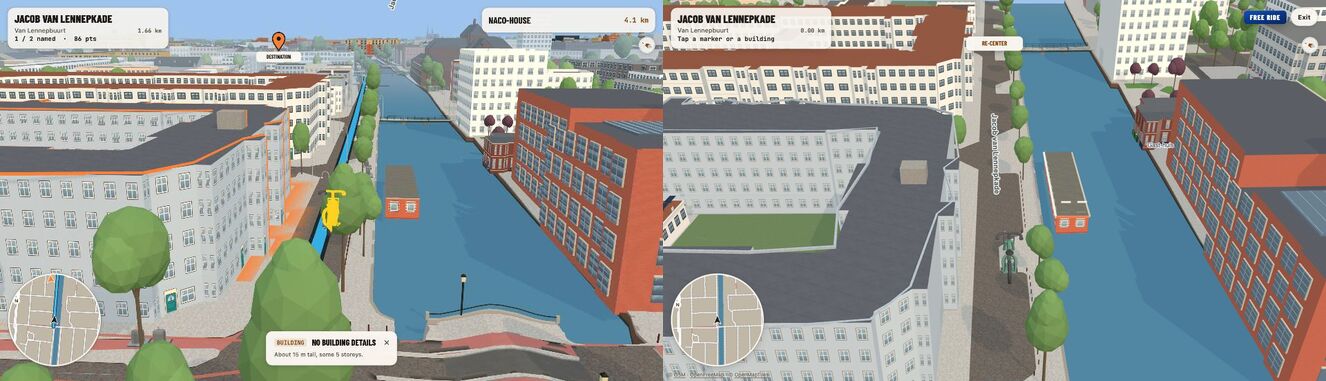 JACOB VAN LENNEPKADE
Van Lennepbuurt 1.66 km
1 / 2 named · 86 pts
DESTINATION
NACO-HOUSE 4.1 km
BUILDING NO BUILDING DETAILS ×
About 15 m tall, some 5 storeys.
JACOB VAN LENNEPKADE
Van Lennepbuurt 0.00 km
Tap a marker or a building
RE-CENTER
FREE RIDE
Exit
Jacob van Lennepkade